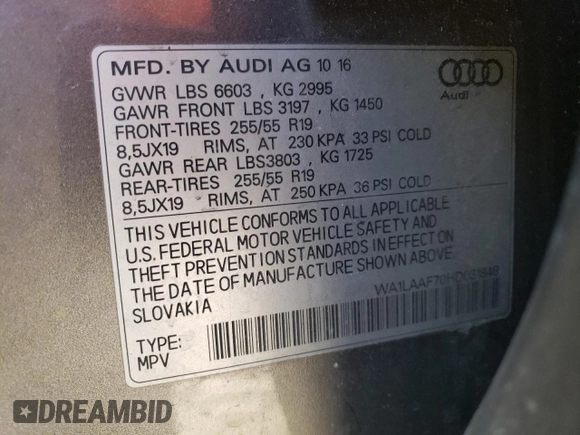 MFD. BY AUDI AG 10 16
Audi
GVWR LBS 6603 , KG 2995
GAWR FRONT LBS 3197 , KG 1450
FRONT-TIRES 255/55 R19
8,5JX19 RIMS, AT 230 KPA 33 PSI COLD
GAWR REAR LBS3803 , KG 1725
REAR-TIRES 255/55 R19
8,5JX19 RIMS, AT 250 KPA 36 PSI COLD
THIS VEHICLE CONFORMS TO ALL APPLICABLE
U.S. FEDERAL MOTOR VEHICLE SAFETY AND
THEFT PREVENTION STANDARDS IN EFFECT ON
THE DATE OF MANUFACTURE SHOWN ABOVE.
SLOVAKIA
TYPE:
MPV
DREAMBID